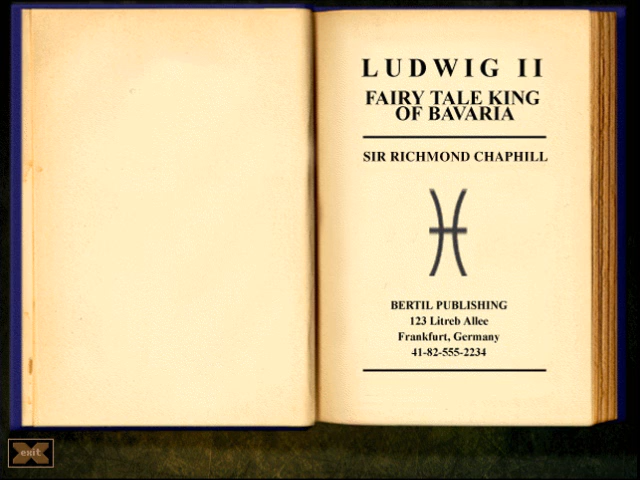 LUDWIG II
FAIRY TALE KING
OF BAVARIA
SIR RICHMOND CHAPHILL
BERTIL PUBLISHING
123 Litreb Allee
Frankfurt, Germany
41-82-555-2234
exit